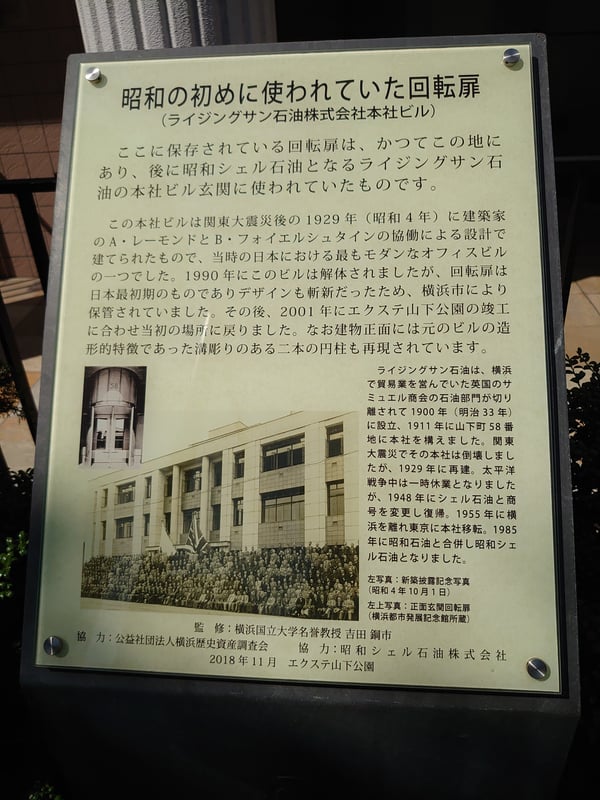 昭和の初めに使われていた回転扉
(ライジングサン石油株式会社本社ビル)
ここに保存されている回転扉は、かつてこの地に
あり、後に昭和シェル石油となるライジングサン石
油の本社ビル玄関に使われていたものです。
この本社ビルは関東大震災後の1929年(昭和4年)に建築家
のA・レーモンドとB・フォイエルシュタインの協働による設計で
建てられたもので、当時の日本における最もモダンなオフィスビル
の一つでした。1990年にこのビルは解体されましたが、回転扉は
日本最初期のものでありデザインも斬新だったため、横浜市により
保管されていました。その後、2001年にエクステ山下公園の竣工
に合わせ当初の場所に戻りました。なお建物正面には元のビルの造
形的特徴であった溝彫りのある二本の円柱も再現されています。
ライジングサン石油は、横浜
で貿易業を営んでいた英国のサ
ミュエル商会の石油部門が切り
離されて1900年(明治33年)
に設立、1911年に山下町58番
地に本社を構えました。関東
大震災でその本社は倒壊しまし
たが、1929年に再建。太平洋
戦争中は一時休業となりました
が、1948年にシェル石油と商
号を変更し復帰。1955年に横
浜を離れ東京に本社移転。1985
年に昭和石油と合併し昭和シェ
ル石油となりました。
左写真:新築披露記念写真
(昭和4年10月1日)
左上写真:正面玄関回転扉
(横浜都市発展記念館所蔵)
監 修:横浜国立大学名誉教授 吉田 鋼市
協 力:公益社団法人横浜歴史資産調査会 協 力:昭和シェル石油株式会社
2018年11月 エクステ山下公園
58